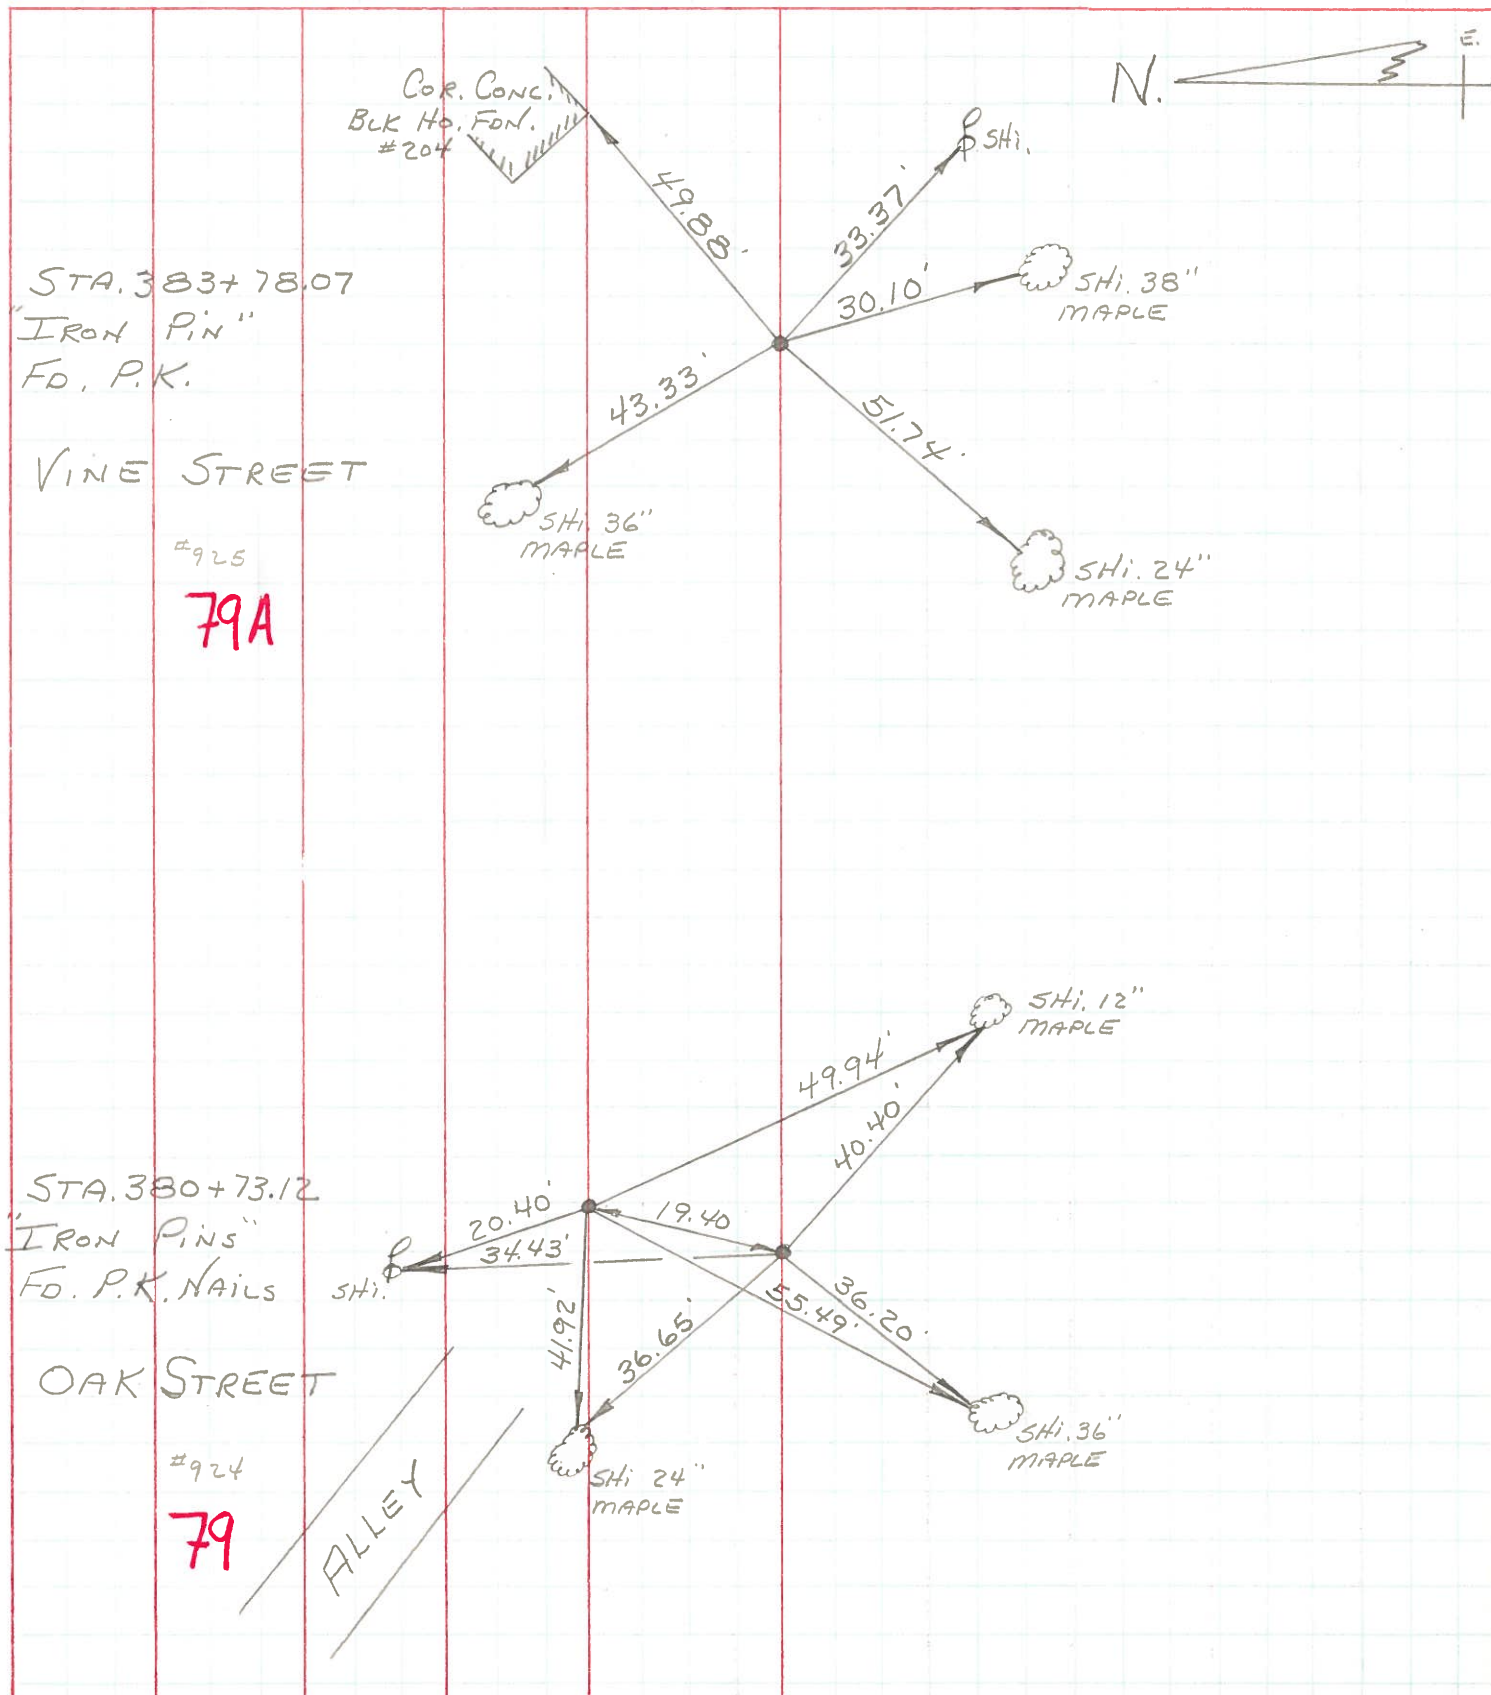 N.
E.
COR. CONC.
BLK HO. FDN.
#204
SHI.
49.88'
33.37'
30.10'
SHI. 38"
MAPLE
STA. 383+78.07
"IRON PIN"
FD. P.K.
43.33'
51.74'
VINE STREET
SHI. 36"
MAPLE
SHI. 24"
MAPLE
#925
79A
SHI. 12"
MAPLE
49.94'
40.40'
STA. 380+73.12
"IRON PINS"
FD. P.K. NAILS
20.40'
19.40
34.43'
SHI.
41.92'
36.65'
55.49'
36.20'
OAK STREET
SHI. 36"
MAPLE
#924
SHI 24"
MAPLE
79
ALLEY